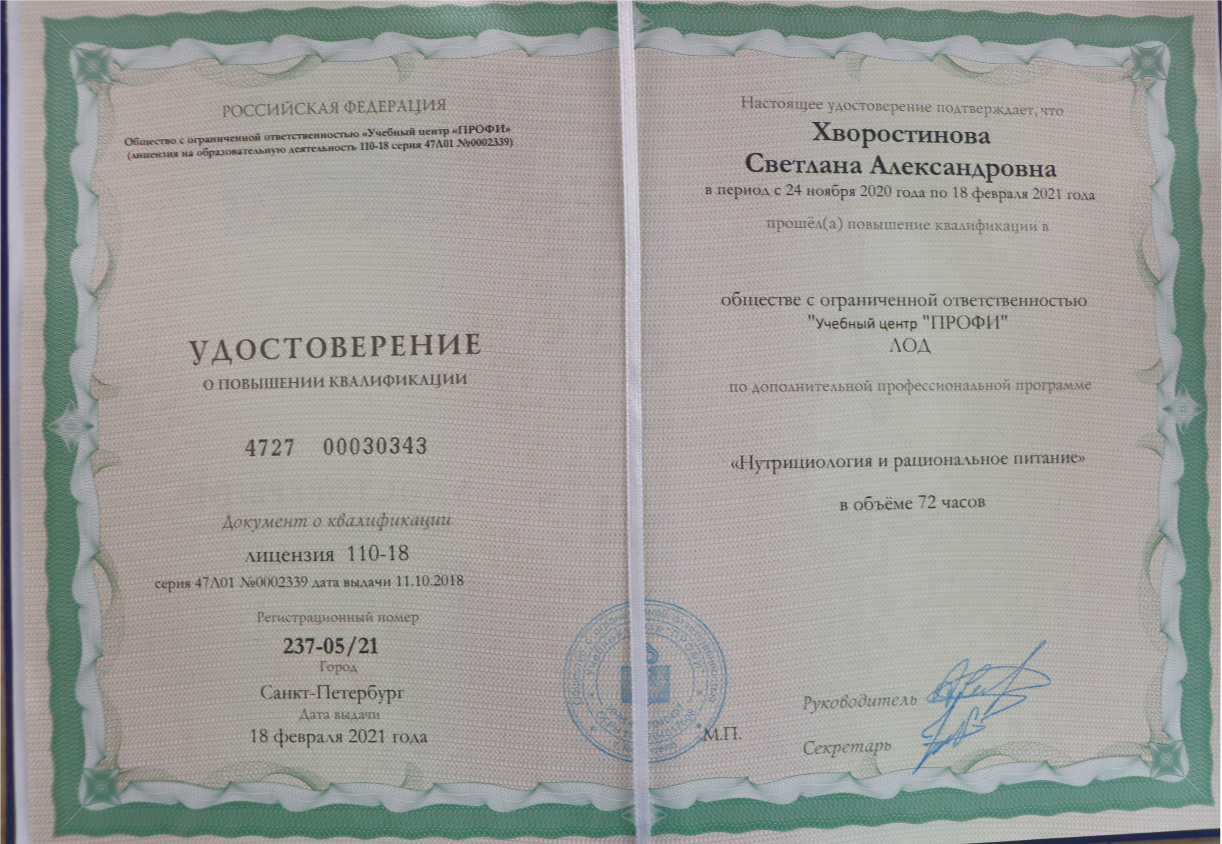 РОССИЙСКАЯ ФЕДЕРАЦИЯ
Общество с ограниченной ответственностью «Учебный центр «ПРОФИ»
(лицензия на образовательную деятельность 110-18 серия 47Л01 №0002339)
УДОСТОВЕРЕНИЕ
О ПОВЫШЕНИИ КВАЛИФИКАЦИИ
4727 00030343
Документ о квалификации
лицензия 110-18
серия 47Л01 №0002339 дата выдачи 11.10.2018
Регистрационный номер
237-05/21
Город
Санкт-Петербург
Дата выдачи
18 февраля 2021 года
Настоящее удостоверение подтверждает, что
Хворостинова
Светлана Александровна
в период с 24 ноября 2020 года по 18 февраля 2021 года
прошёл(а) повышение квалификации в
обществе с ограниченной ответственностью
"Учебный центр "ПРОФИ"
ЛОД
по дополнительной профессиональной программе
«Нутрициология и рациональное питание»
в объёме 72 часов
Руководитель
М.П.
Секретарь